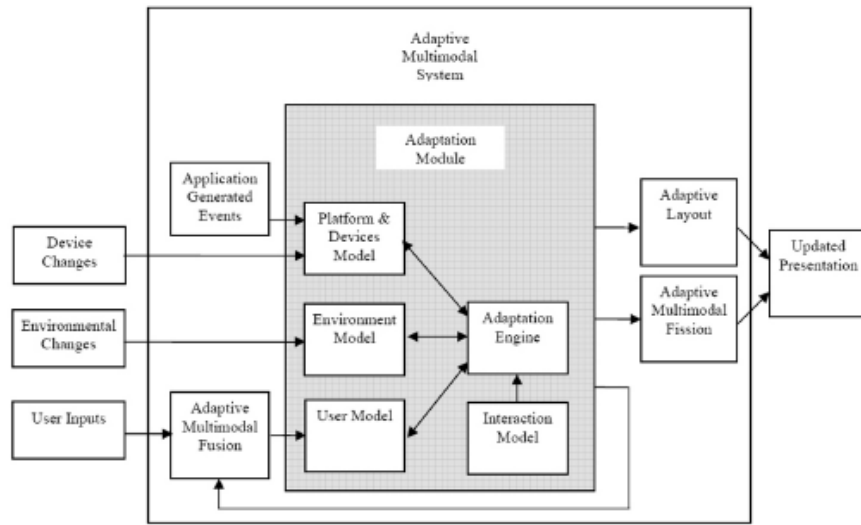 Adaptive
Multimodal
System
Adaptation
Module
Application
Generated
Events
Platform &
Devices
Model
Adaptive
Layout
Device
Changes
Updated
Presentation
Environmental
Changes
Environment
Model
Adaptation
Engine
Adaptive
Multimodal
Fission
User Inputs
Adaptive
Multimodal
Fusion
User Model
Interaction
Model